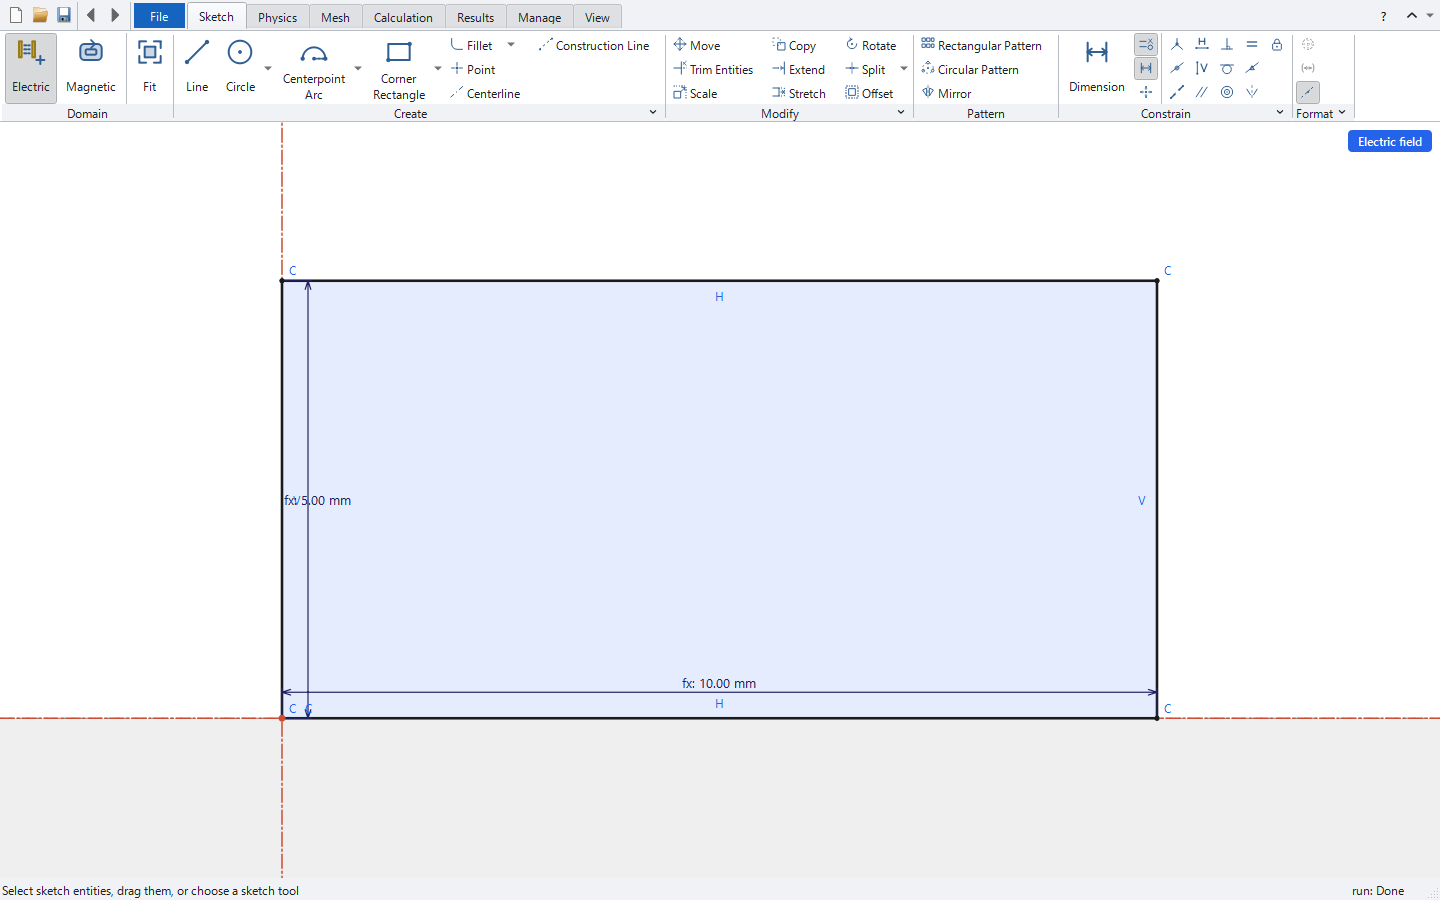 File Sketch Physics Mesh Calculation Results Manage View ?
Electric Magnetic Fit Line Circle Centerpoint Arc Corner Rectangle
Fillet Construction Line
Point
Centerline
Move Copy Rotate
Trim Entities Extend Split
Scale Stretch Offset
Rectangular Pattern
Circular Pattern
Mirror
Dimension
Domain Create Modify Pattern Constrain Format
Electric field
C C
H
5.00 mm V
fx: 10.00 mm
C H C
Select sketch entities, drag them, or choose a sketch tool run: Done